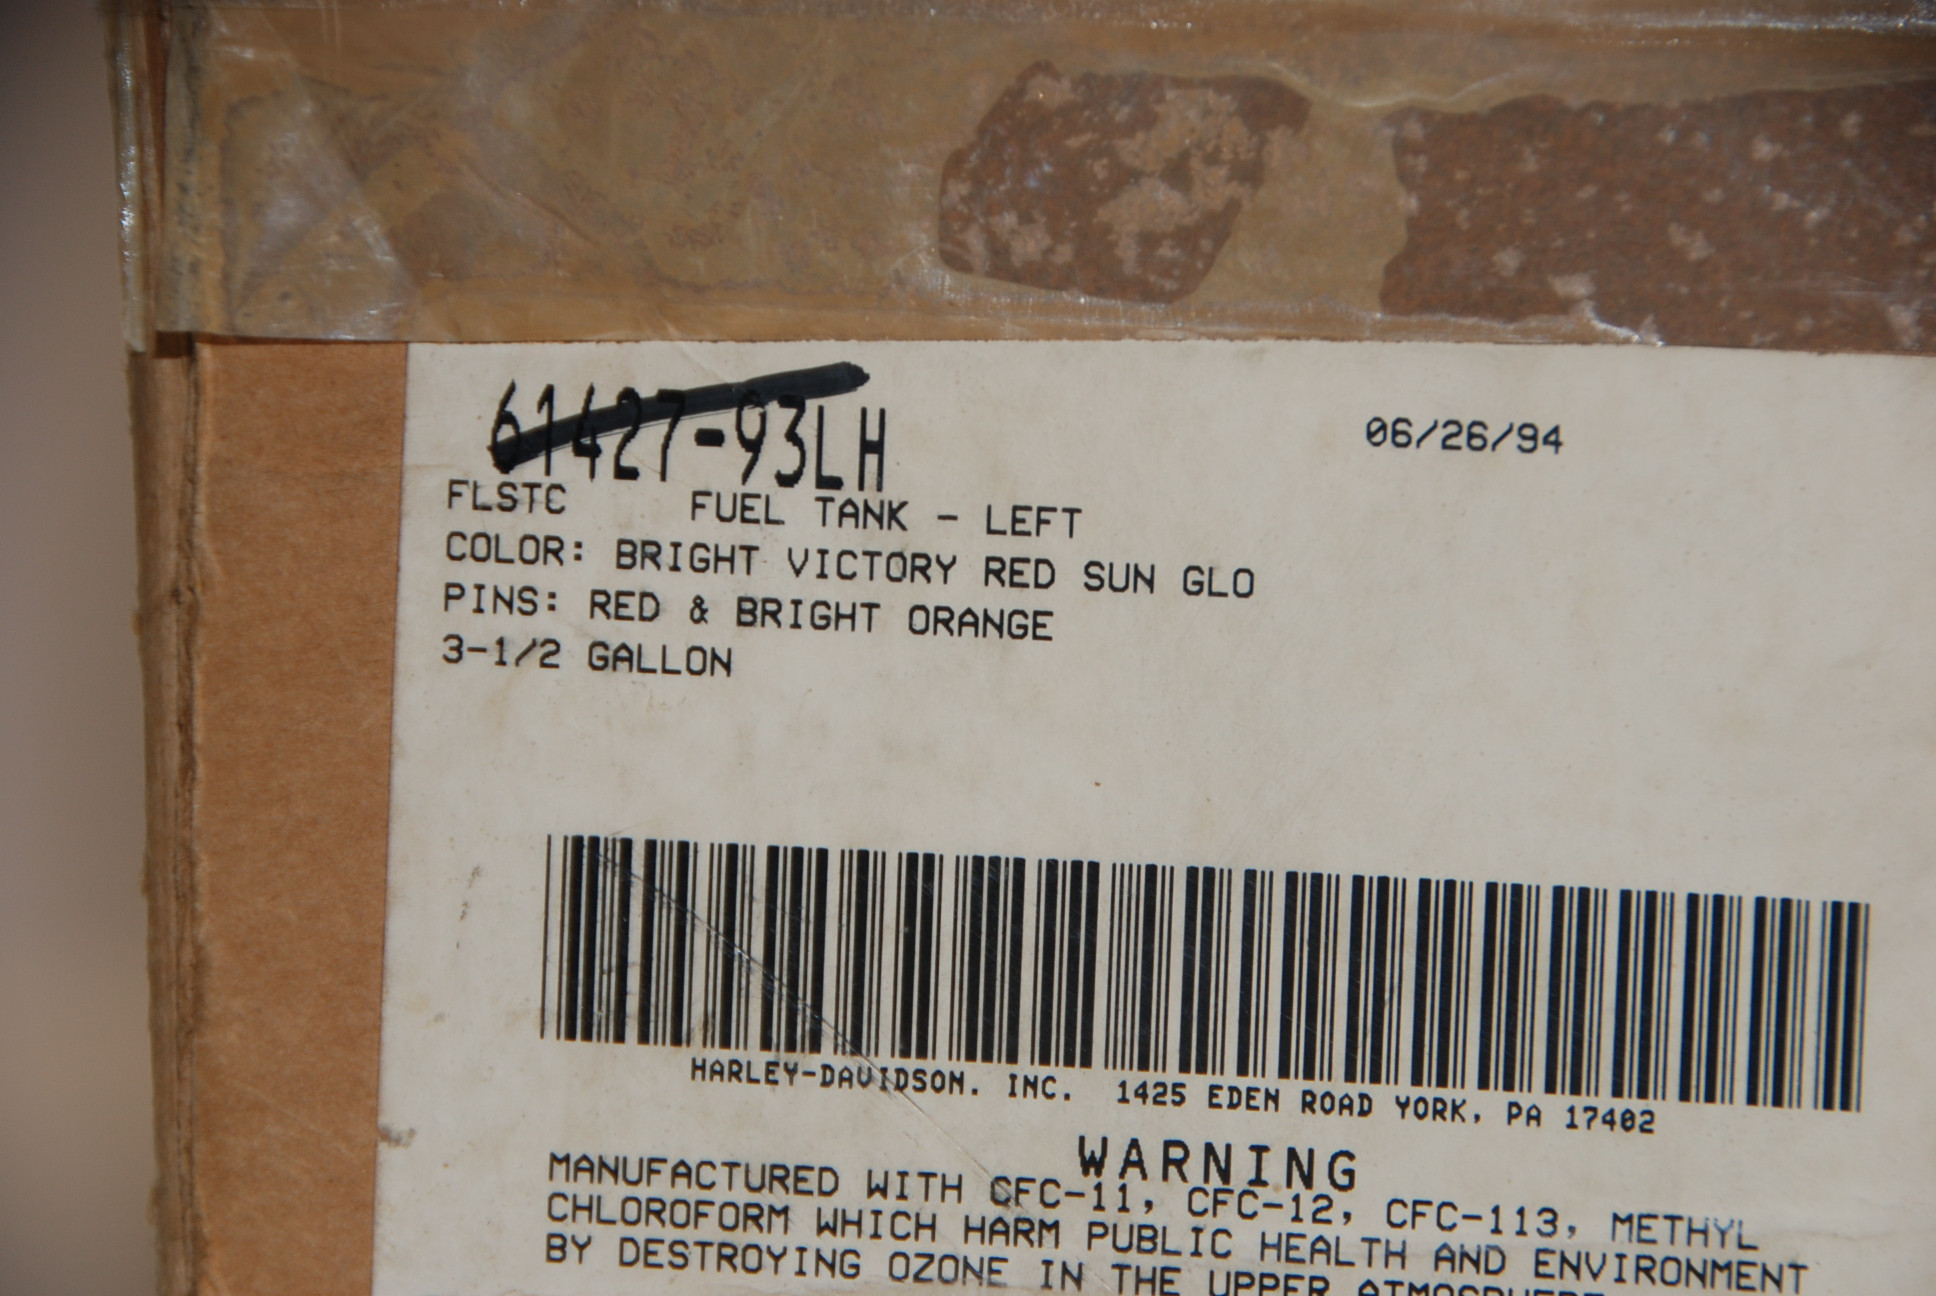 61427-93LH
06/26/94
FLSTC FUEL TANK - LEFT
COLOR: BRIGHT VICTORY RED SUN GLO
PINS: RED & BRIGHT ORANGE
3-1/2 GALLON
HARLEY-DAVIDSON. INC. 1425 EDEN ROAD YORK, PA 17402
WARNING
MANUFACTURED WITH CFC-11, CFC-12, CFC-113, METHYL
CHLOROFORM WHICH HARM PUBLIC HEALTH AND ENVIRONMENT
BY DESTROYING OZONE IN THE UPPER ATMOSPHERE